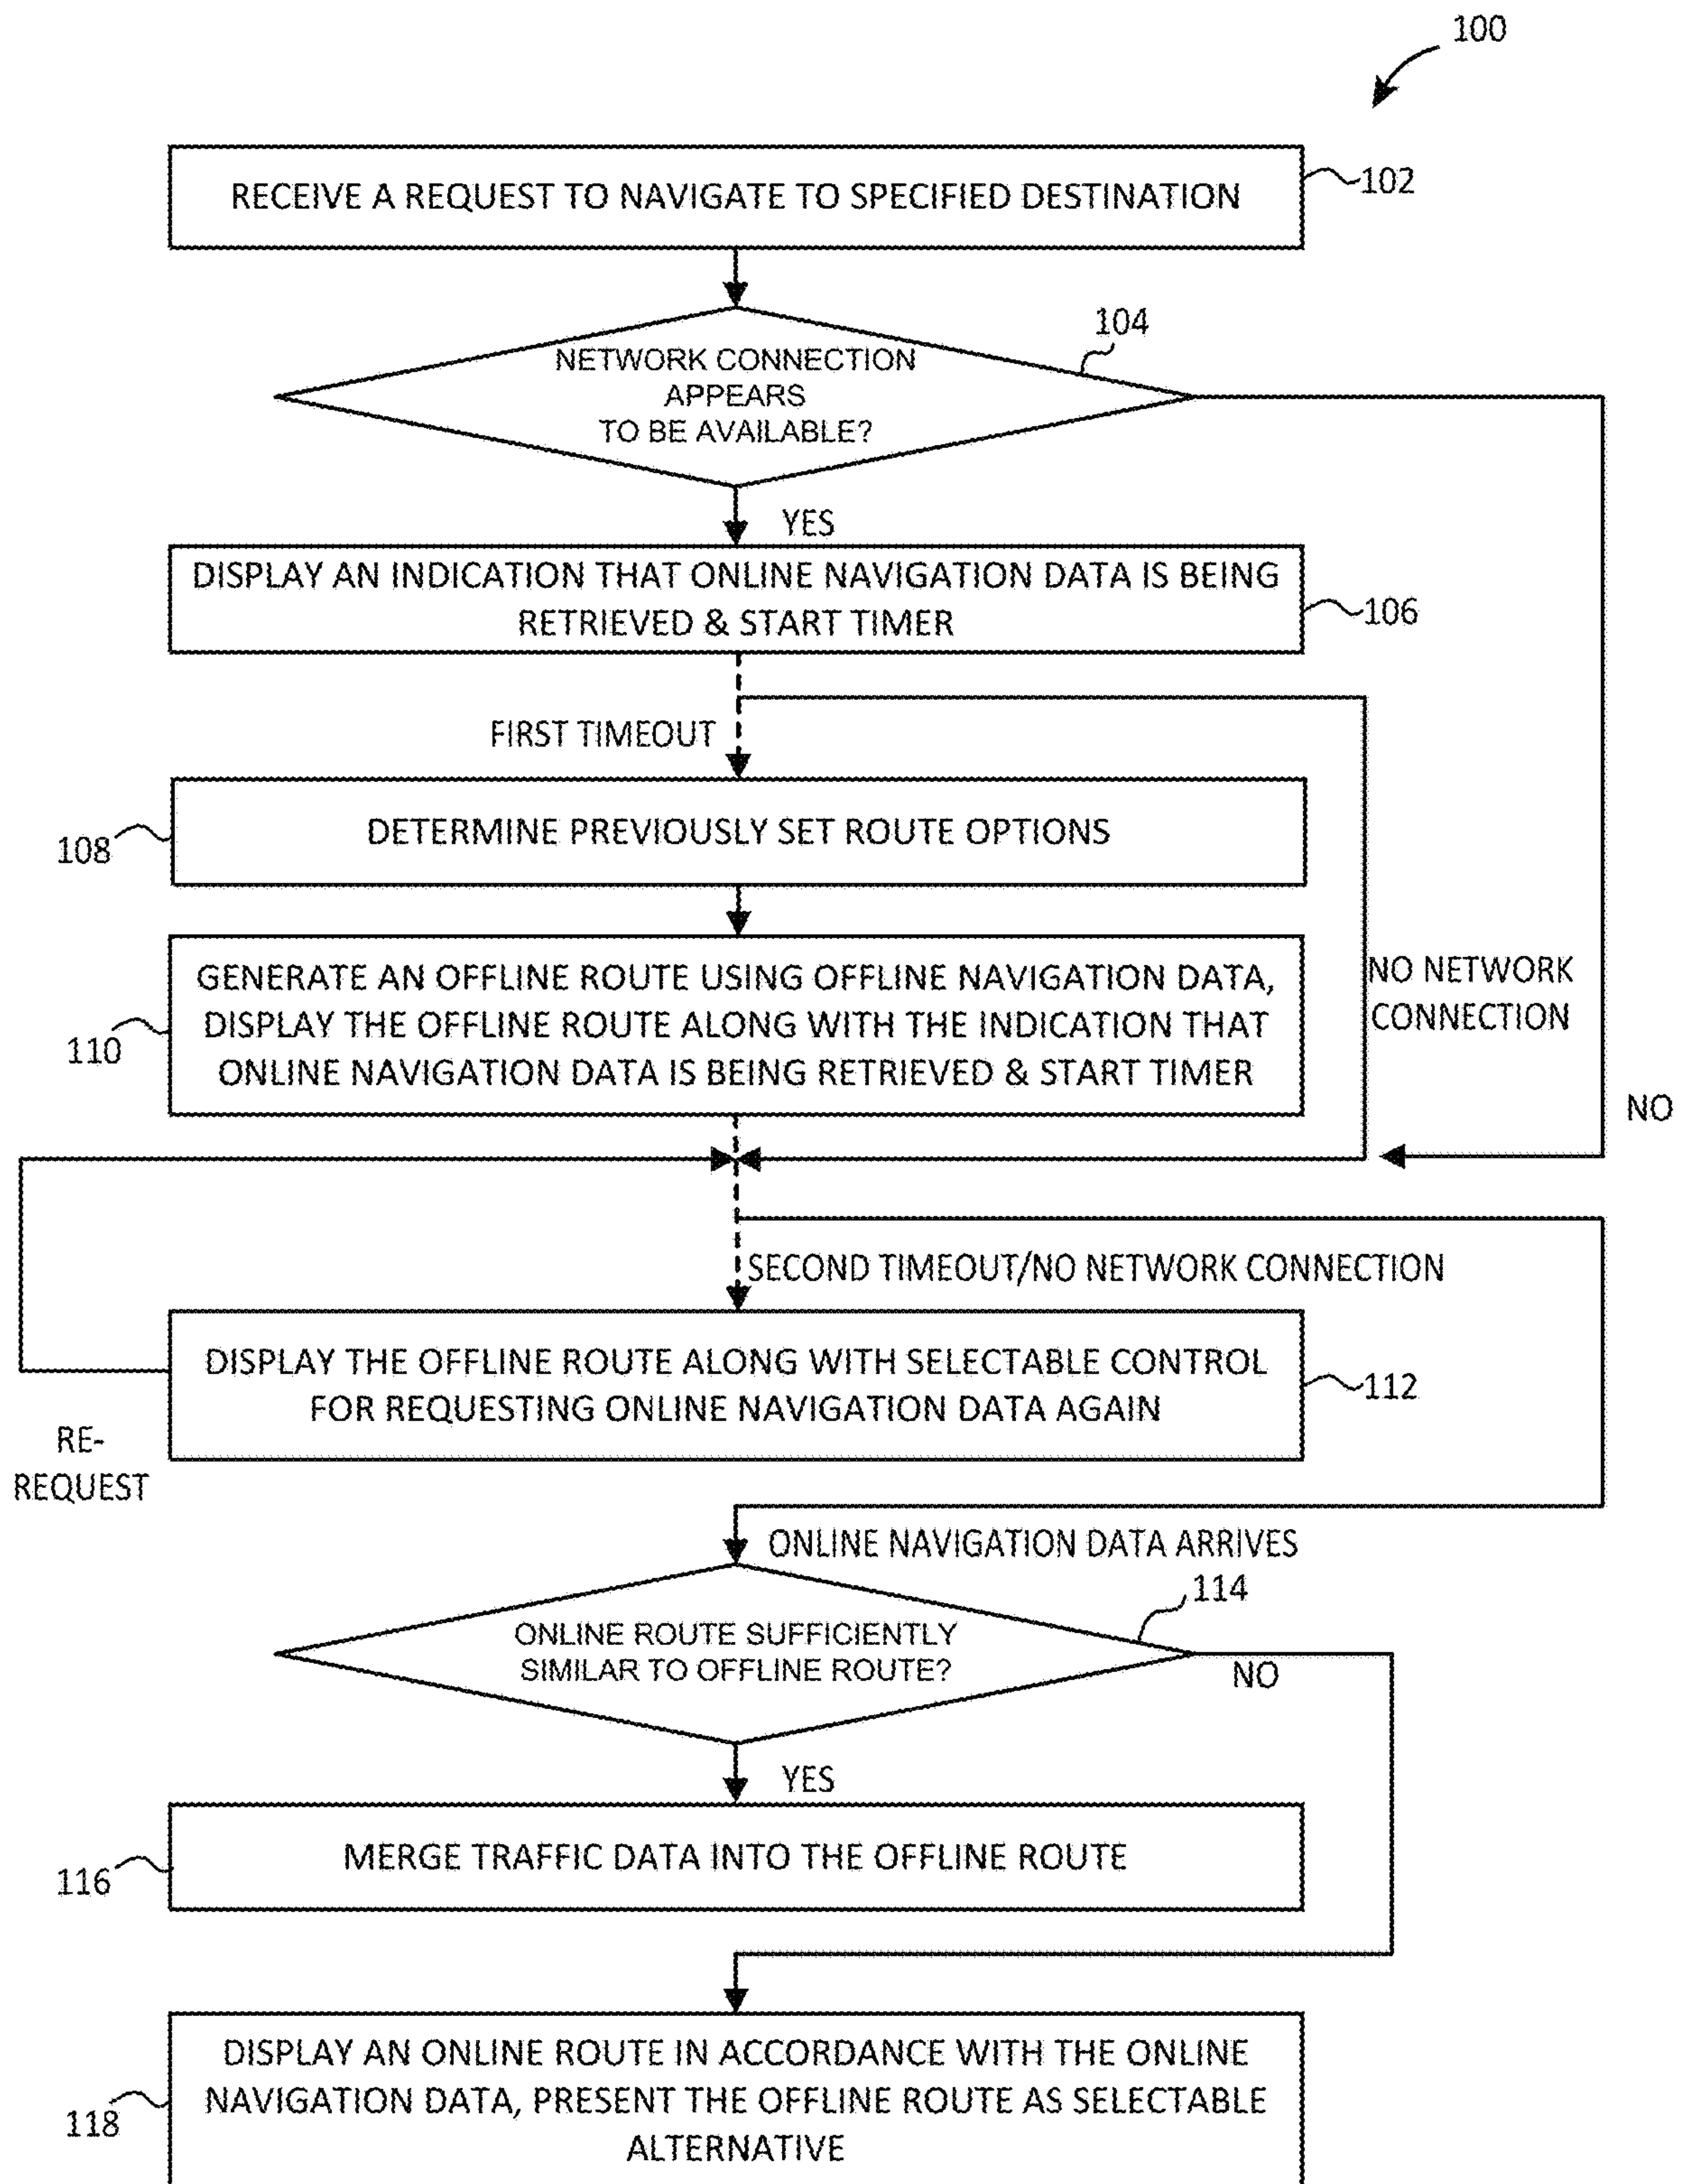 100
RECEIVE A REQUEST TO NAVIGATE TO SPECIFIED DESTINATION
102
104
NETWORK CONNECTION
APPEARS
TO BE AVAILABLE?
YES
DISPLAY AN INDICATION THAT ONLINE NAVIGATION DATA IS BEING
RETRIEVED & START TIMER
106
FIRST TIMEOUT
DETERMINE PREVIOUSLY SET ROUTE OPTIONS
108
GENERATE AN OFFLINE ROUTE USING OFFLINE NAVIGATION DATA,
DISPLAY THE OFFLINE ROUTE ALONG WITH THE INDICATION THAT
ONLINE NAVIGATION DATA IS BEING RETRIEVED & START TIMER
110
NO NETWORK
CONNECTION
NO
SECOND TIMEOUT/NO NETWORK CONNECTION
DISPLAY THE OFFLINE ROUTE ALONG WITH SELECTABLE CONTROL
FOR REQUESTING ONLINE NAVIGATION DATA AGAIN
112
RE-
REQUEST
ONLINE NAVIGATION DATA ARRIVES
114
ONLINE ROUTE SUFFICIENTLY
SIMILAR TO OFFLINE ROUTE?
NO
YES
MERGE TRAFFIC DATA INTO THE OFFLINE ROUTE
116
DISPLAY AN ONLINE ROUTE IN ACCORDANCE WITH THE ONLINE
NAVIGATION DATA, PRESENT THE OFFLINE ROUTE AS SELECTABLE
ALTERNATIVE
118